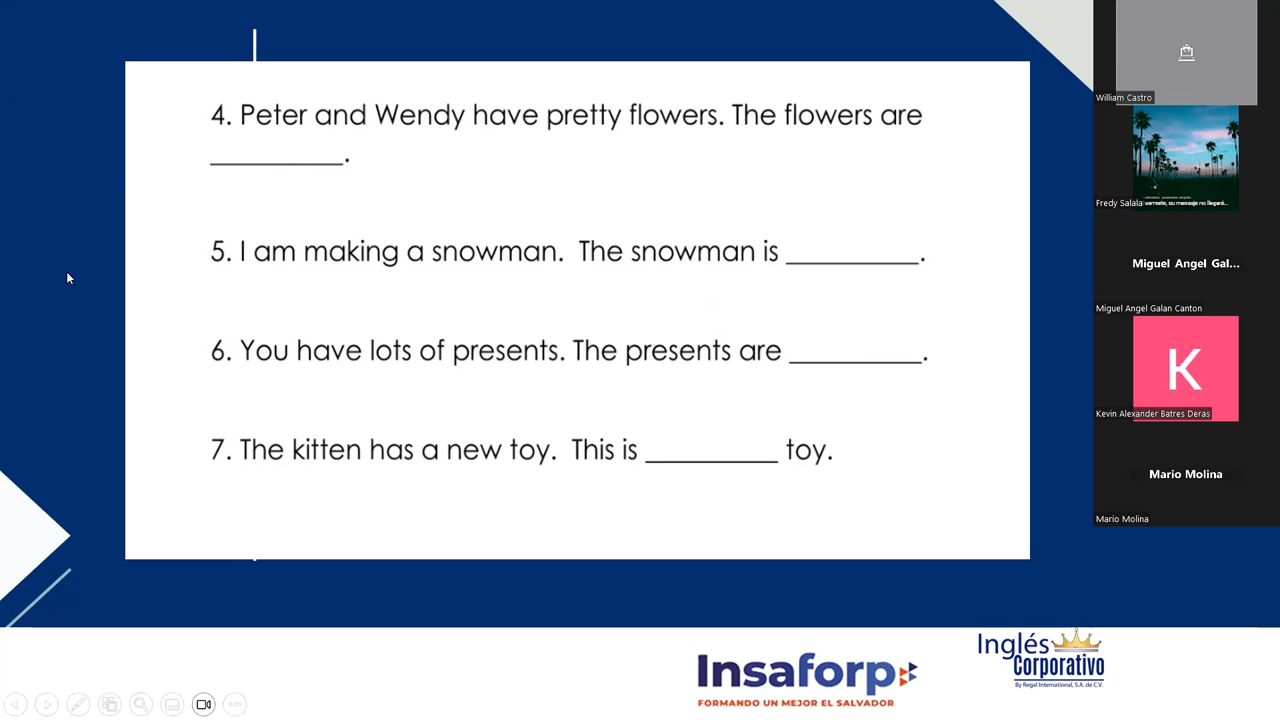 4. Peter and Wendy have pretty flowers. The flowers are
__________.
5. I am making a snowman.  The snowman is __________.
6. You have lots of presents. The presents are __________.
7. The kitten has a new toy.  This is __________ toy.
William Castro
Fredy Salala
Miguel Angel Gal...
Miguel Angel Galan Canton
K
Kevin Alexander Batres Deras
Mario Molina
Mario Molina
Insaforp
FORMANDO UN MEJOR EL SALVADOR
Inglés
Corporativo
By Regal International, S.A. de C.V.